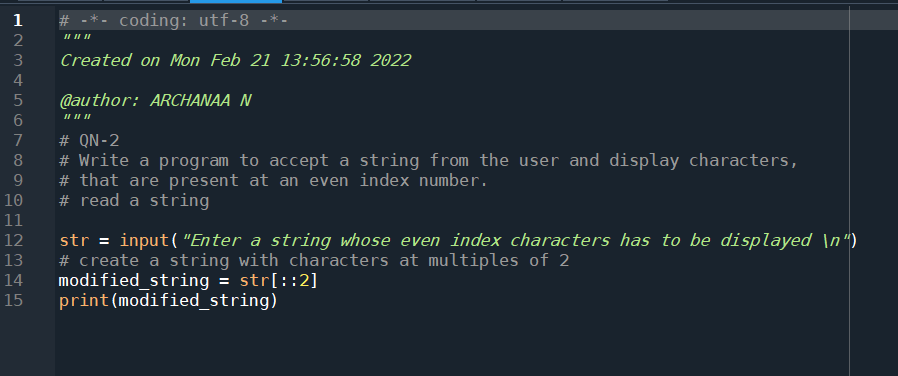 1 # -*- coding: utf-8 -*-
2 """
3 Created on Mon Feb 21 13:56:58 2022
4
5 @author: ARCHANAA N
6 """
7 # QN-2
8 # Write a program to accept a string from the user and display characters,
9 # that are present at an even index number.
10 # read a string
11
12 str = input("Enter a string whose even index characters has to be displayed \n")
13 # create a string with characters at multiples of 2
14 modified_string = str[::2]
15 print(modified_string)